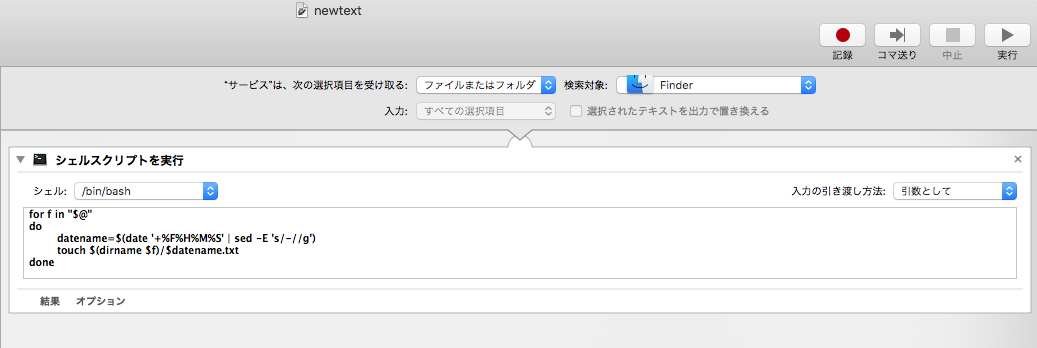 newtext
記録 コマ送り 中止 実行
"サービス"は、次の選択項目を受け取る: ファイルまたはフォルダ 検索対象: Finder
入力: すべての選択項目 選択されたテキストを出力で置き換える
シェルスクリプトを実行
シェル: /bin/bash 入力の引き渡し方法: 引数として
for f in "$@"
do
datename=$(date '+%F%H%M%S' | sed -E 's/-//g')
touch $(dirname $f)/$datename.txt
done
結果 オプション